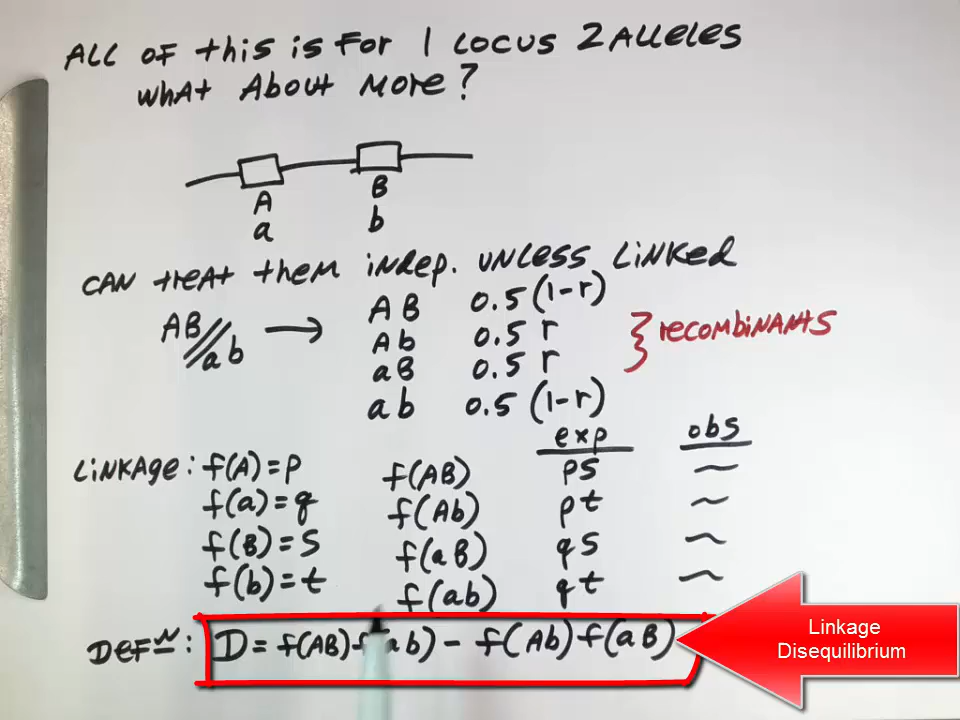 ALL OF this is For 1 LOCUS 2 ALLELES
WHAt About MOre?
A
a
B
b
CAN treAt them indep. UNLESS LiNKed
AB//ab →
AB 0.5 (1-r)
Ab 0.5 r
aB 0.5 r
ab 0.5 (1-r)
} recombiNANtS
exp obs
LiNKAge: f(A)=p f(AB) ps ~
f(a)=q f(Ab) pt ~
f(B)=S f(aB) qs ~
f(b)=t f(ab) qt ~
DeFN: D = f(AB)f(ab) - f(Ab)f(aB)
Linkage
Disequilibrium